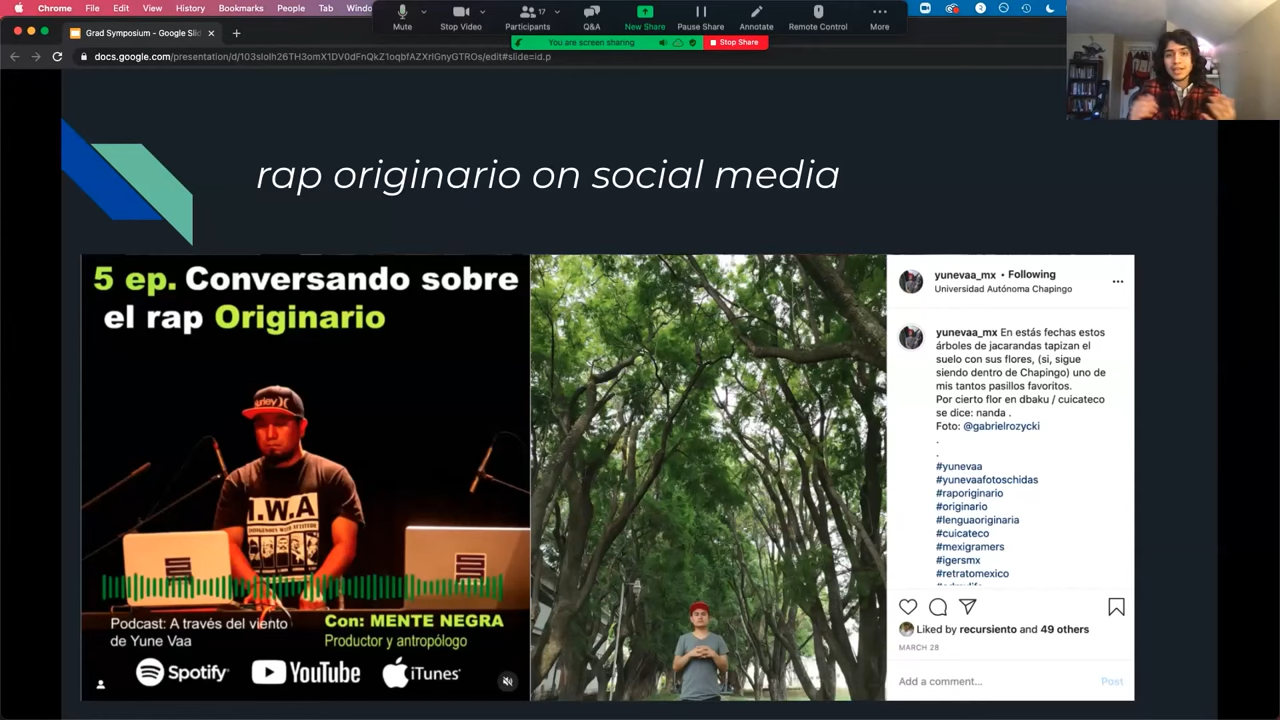 Chrome File Edit View History Bookmarks People Tab Windo
Mute Stop Video Participants 17 Q&A New Share Pause Share Annotate Remote Control More
You are screen sharing Stop Share
Grad Symposium - Google Slid
docs.google.com/presentation/d/103sIoIh26TH3omX1DV0dFnQkZ1oqbfAZXrIGnyGTROs/edit#slide=id.p
rap originario on social media
5 ep. Conversando sobre
el rap Originario
Hurley
I.W.A
Podcast: A través del viento
de Yune Vaa
Con: MENTE NEGRA
Productor y antropólogo
Spotify YouTube iTunes
yunevaa_mx • Following
Universidad Autónoma Chapingo
yunevaa_mx En estás fechas estos
árboles de jacarandas tapizan el
suelo con sus flores, (si, sigue
siendo dentro de Chapingo) uno de
mis tantos pasillos favoritos.
Por cierto flor en dbaku / cuicateco
se dice: nanda .
Foto: @gabrielrozycki
.
.
#yunevaa
#yunevaafotoschidas
#raporiginario
#originario
#lenguaoriginaria
#cuicateco
#mexigramers
#igersmx
#retratomexico
Liked by recursiento and 49 others
MARCH 28
Add a comment... Post